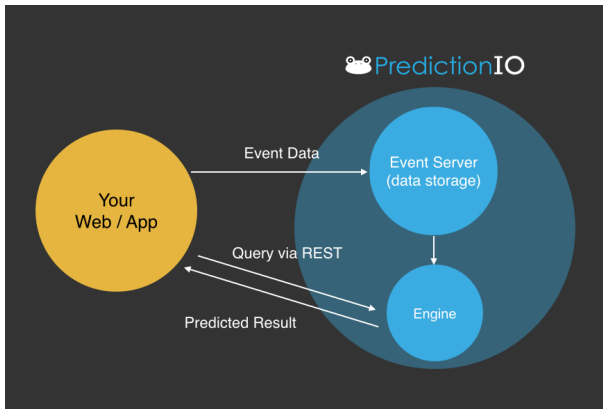 PredictionIO
Event Data
Event Server
(data storage)
Your
Web / App
Query via REST
Engine
Predicted Result